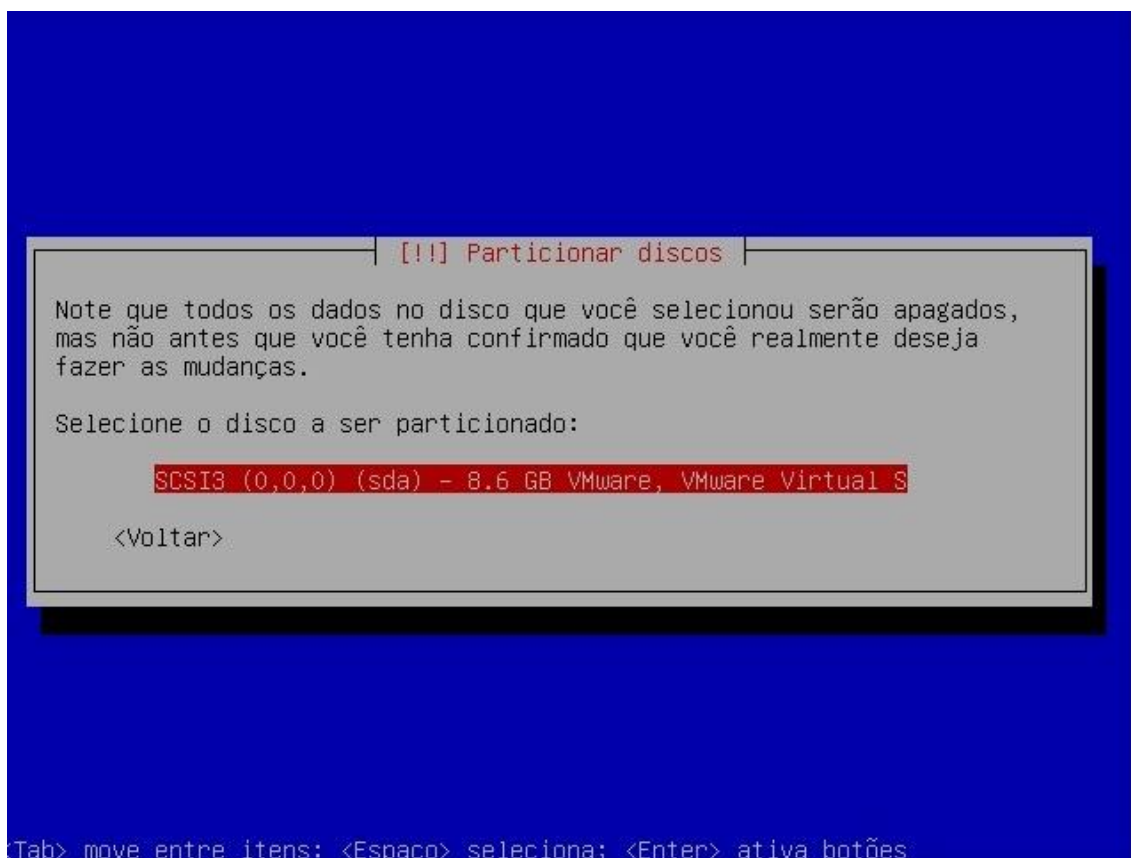 [!!] Particionar discos
Note que todos os dados no disco que você selecionou serão apagados,
mas não antes que você tenha confirmado que você realmente deseja
fazer as mudanças.
Selecione o disco a ser particionado:
SCSI3 (0,0,0) (sda) – 8.6 GB VMware, VMware Virtual S
<Voltar>
<Tab> move entre itens; <Espaço> seleciona; <Enter> ativa botões